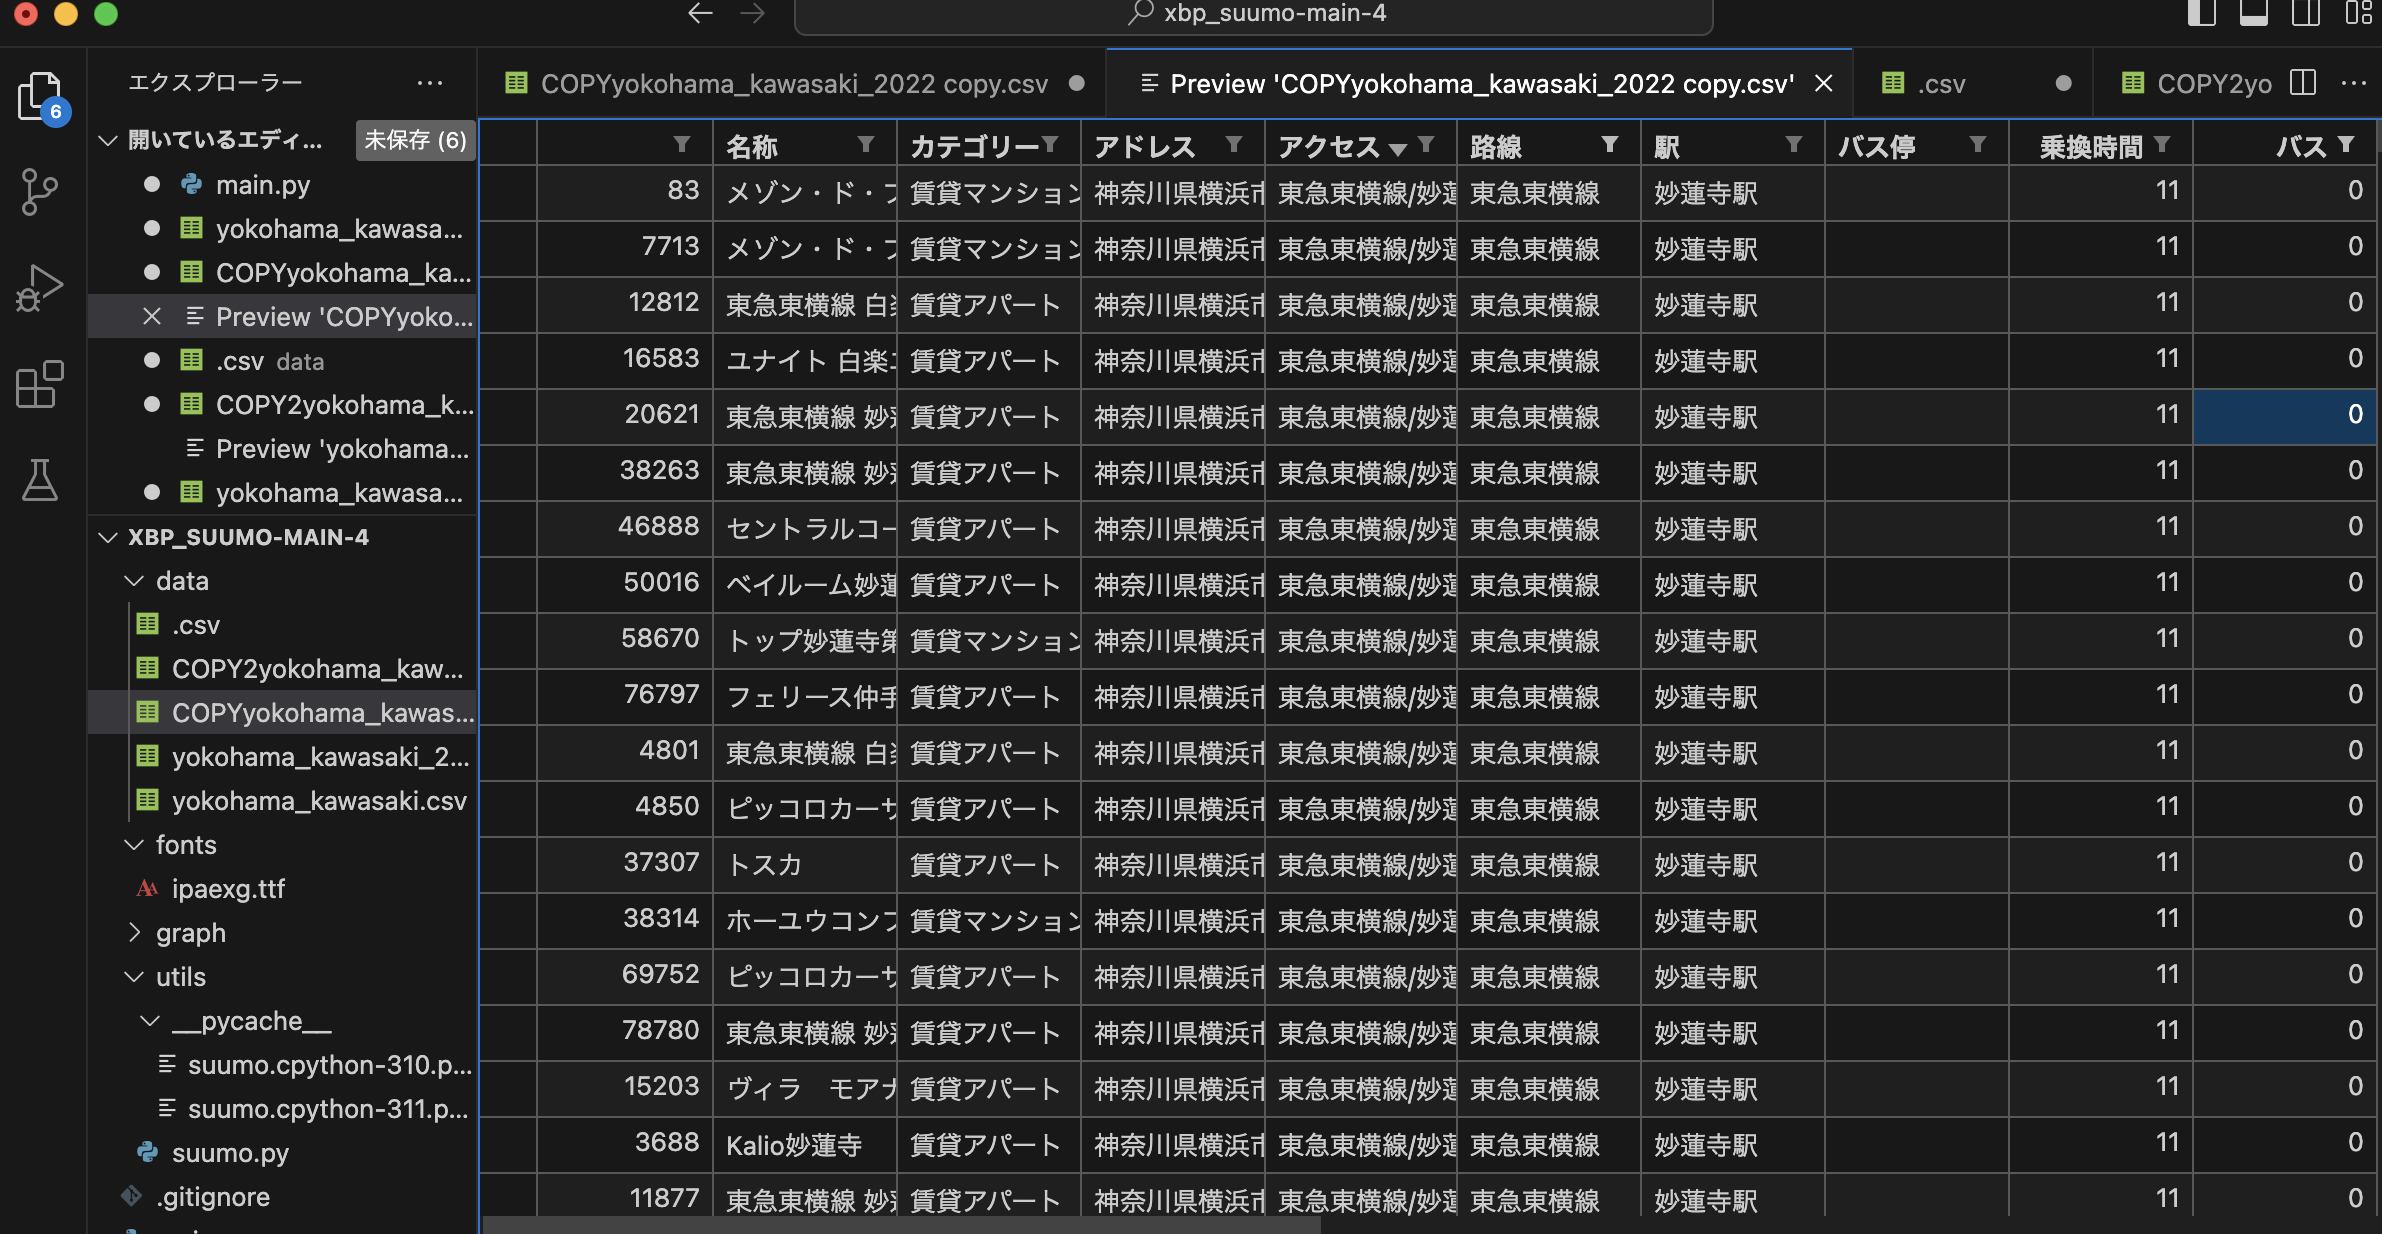 xbp_suumo-main-4
エクスプローラー ...
COPYyokohama_kawasaki_2022 copy.csv
Preview 'COPYyokohama_kawasaki_2022 copy.csv'
.csv
COPY2yo ...
6
開いているエディ... 未保存 (6)
main.py
yokohama_kawasa...
COPYyokohama_ka...
Preview 'COPYyoko...
.csv data
COPY2yokohama_k...
Preview 'yokohama...
yokohama_kawasa...
XBP_SUUMO-MAIN-4
data
.csv
COPY2yokohama_kaw...
COPYyokohama_kawas...
yokohama_kawasaki_2...
yokohama_kawasaki.csv
fonts
ipaexg.ttf
graph
utils
__pycache__
suumo.cpython-310.p...
suumo.cpython-311.p...
suumo.py
.gitignore
名称 カテゴリー アドレス アクセス 路線 駅 バス停 乗換時間 バス
83 メゾン・ド・フ 賃貸マンション 神奈川県横浜市 東急東横線/妙蓮 東急東横線 妙蓮寺駅 11 0
7713 メゾン・ド・フ 賃貸マンション 神奈川県横浜市 東急東横線/妙蓮 東急東横線 妙蓮寺駅 11 0
12812 東急東横線 白楽 賃貸アパート 神奈川県横浜市 東急東横線/妙蓮 東急東横線 妙蓮寺駅 11 0
16583 ユナイト 白楽 賃貸アパート 神奈川県横浜市 東急東横線/妙蓮 東急東横線 妙蓮寺駅 11 0
20621 東急東横線 妙蓮 賃貸アパート 神奈川県横浜市 東急東横線/妙蓮 東急東横線 妙蓮寺駅 11 0
38263 東急東横線 妙蓮 賃貸アパート 神奈川県横浜市 東急東横線/妙蓮 東急東横線 妙蓮寺駅 11 0
46888 セントラルコー 賃貸アパート 神奈川県横浜市 東急東横線/妙蓮 東急東横線 妙蓮寺駅 11 0
50016 ベイルーム妙蓮 賃貸アパート 神奈川県横浜市 東急東横線/妙蓮 東急東横線 妙蓮寺駅 11 0
58670 トップ妙蓮寺第 賃貸マンション 神奈川県横浜市 東急東横線/妙蓮 東急東横線 妙蓮寺駅 11 0
76797 フェリース仲手 賃貸アパート 神奈川県横浜市 東急東横線/妙蓮 東急東横線 妙蓮寺駅 11 0
4801 東急東横線 白楽 賃貸アパート 神奈川県横浜市 東急東横線/妙蓮 東急東横線 妙蓮寺駅 11 0
4850 ピッコロカーサ 賃貸アパート 神奈川県横浜市 東急東横線/妙蓮 東急東横線 妙蓮寺駅 11 0
37307 トスカ 賃貸アパート 神奈川県横浜市 東急東横線/妙蓮 東急東横線 妙蓮寺駅 11 0
38314 ホーユウコンフ 賃貸マンション 神奈川県横浜市 東急東横線/妙蓮 東急東横線 妙蓮寺駅 11 0
69752 ピッコロカーサ 賃貸アパート 神奈川県横浜市 東急東横線/妙蓮 東急東横線 妙蓮寺駅 11 0
78780 東急東横線 妙蓮 賃貸アパート 神奈川県横浜市 東急東横線/妙蓮 東急東横線 妙蓮寺駅 11 0
15203 ヴィラ　モアナ 賃貸アパート 神奈川県横浜市 東急東横線/妙蓮 東急東横線 妙蓮寺駅 11 0
3688 Kalio妙蓮寺 賃貸アパート 神奈川県横浜市 東急東横線/妙蓮 東急東横線 妙蓮寺駅 11 0
11877 東急東横線 妙蓮 賃貸アパート 神奈川県横浜市 東急東横線/妙蓮 東急東横線 妙蓮寺駅 11 0